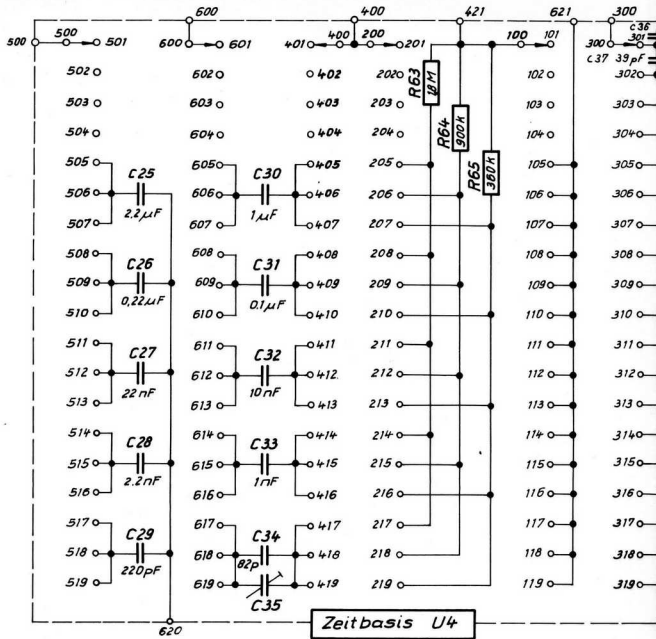 600 400 421 621 300
500 500 501 600 601 401 400 200 201 100 101 300 301 C36
502 602 402 202 R63 1,8M 102 C37 39pF 302
503 603 403 203 103 303
504 604 404 204 R64 900k 104 304
505 605 405 205 R65 360k 105 305
506 C25 606 C30 406 206 106 306
507 2,2µF 607 1µF 407 207 107 307
508 608 408 208 108 308
509 C26 609 C31 409 209 109 309
510 0,22µF 610 0.1µF 410 210 110 310
511 611 411 211 111 311
512 C27 612 C32 412 212 112 312
513 22nF 613 10nF 413 213 113 313
514 614 414 214 114 314
515 C28 615 C33 415 215 115 315
516 2.2nF 616 1nF 416 216 116 316
517 617 417 217 117 317
518 C29 618 C34 418 218 118 318
519 220pF 619 82p C35 419 219 119 319
620 Zeitbasis U4